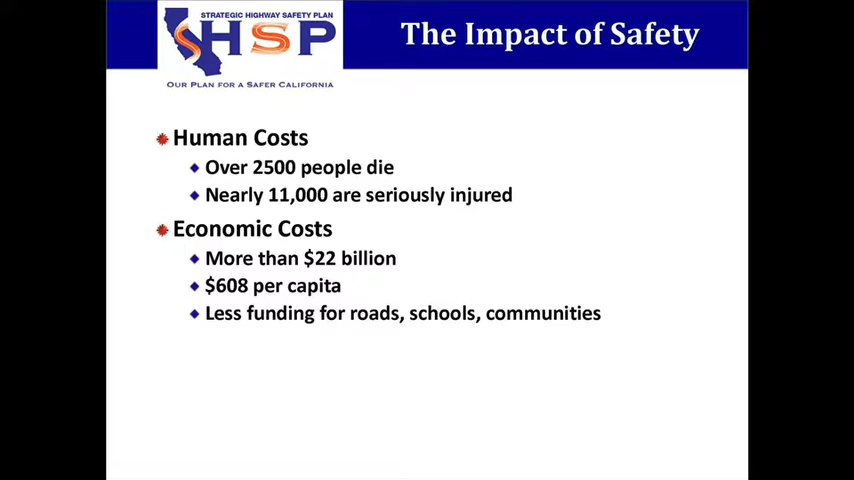 STRATEGIC HIGHWAY SAFETY PLAN
SHSP
OUR PLAN FOR A SAFER CALIFORNIA
The Impact of Safety
Human Costs
Over 2500 people die
Nearly 11,000 are seriously injured
Economic Costs
More than $22 billion
$608 per capita
Less funding for roads, schools, communities